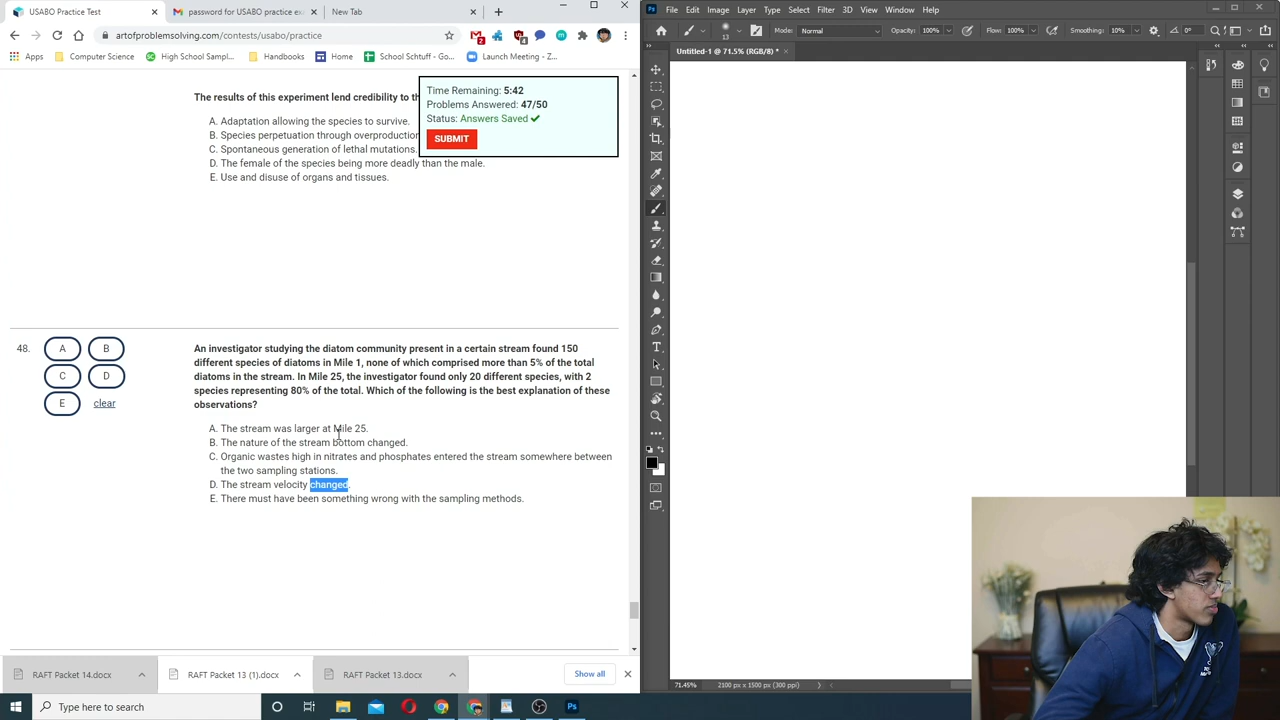 USABO Practice Test
password for USABO practice ex
New Tab
artofproblemsolving.com/contests/usabo/practice
Apps
Computer Science
High School Sampl...
Handbooks
Home
School Schtuff - Go...
Launch Meeting - Z...
The results of this experiment lend credibility to th
A. Adaptation allowing the species to survive.
B. Species perpetuation through overproduction
C. Spontaneous generation of lethal mutations.
D. The female of the species being more deadly than the male.
E. Use and disuse of organs and tissues.
Time Remaining: 5:42
Problems Answered: 47/50
Status: Answers Saved ✔
SUBMIT
48.
A
B
C
D
E
clear
An investigator studying the diatom community present in a certain stream found 150
different species of diatoms in Mile 1, none of which comprised more than 5% of the total
diatoms in the stream. In Mile 25, the investigator found only 20 different species, with 2
species representing 80% of the total. Which of the following is the best explanation of these
observations?
A. The stream was larger at Mile 25.
B. The nature of the stream bottom changed.
C. Organic wastes high in nitrates and phosphates entered the stream somewhere between
the two sampling stations.
D. The stream velocity changed.
E. There must have been something wrong with the sampling methods.
RAFT Packet 14.docx
RAFT Packet 13 (1).docx
RAFT Packet 13.docx
Show all
Type here to search
Ps
File
Edit
Image
Layer
Type
Select
Filter
3D
View
Window
Help
13
Mode: Normal
Opacity: 100%
Flow: 100%
Smoothing: 10%
0°
Untitled-1 @ 71.5% (RGB/8) *
71.45%
2100 px x 1500 px (300 ppi)